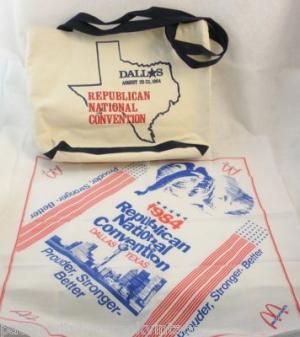 DALLAS
AUGUST 20-23, 1984
REPUBLICAN
NATIONAL
CONVENTION
Prouder, Stronger- Better
1984
Republican
National
Convention
DALLAS TEXAS
Prouder, Stronger-
Better
Prouder, Stronger- Better